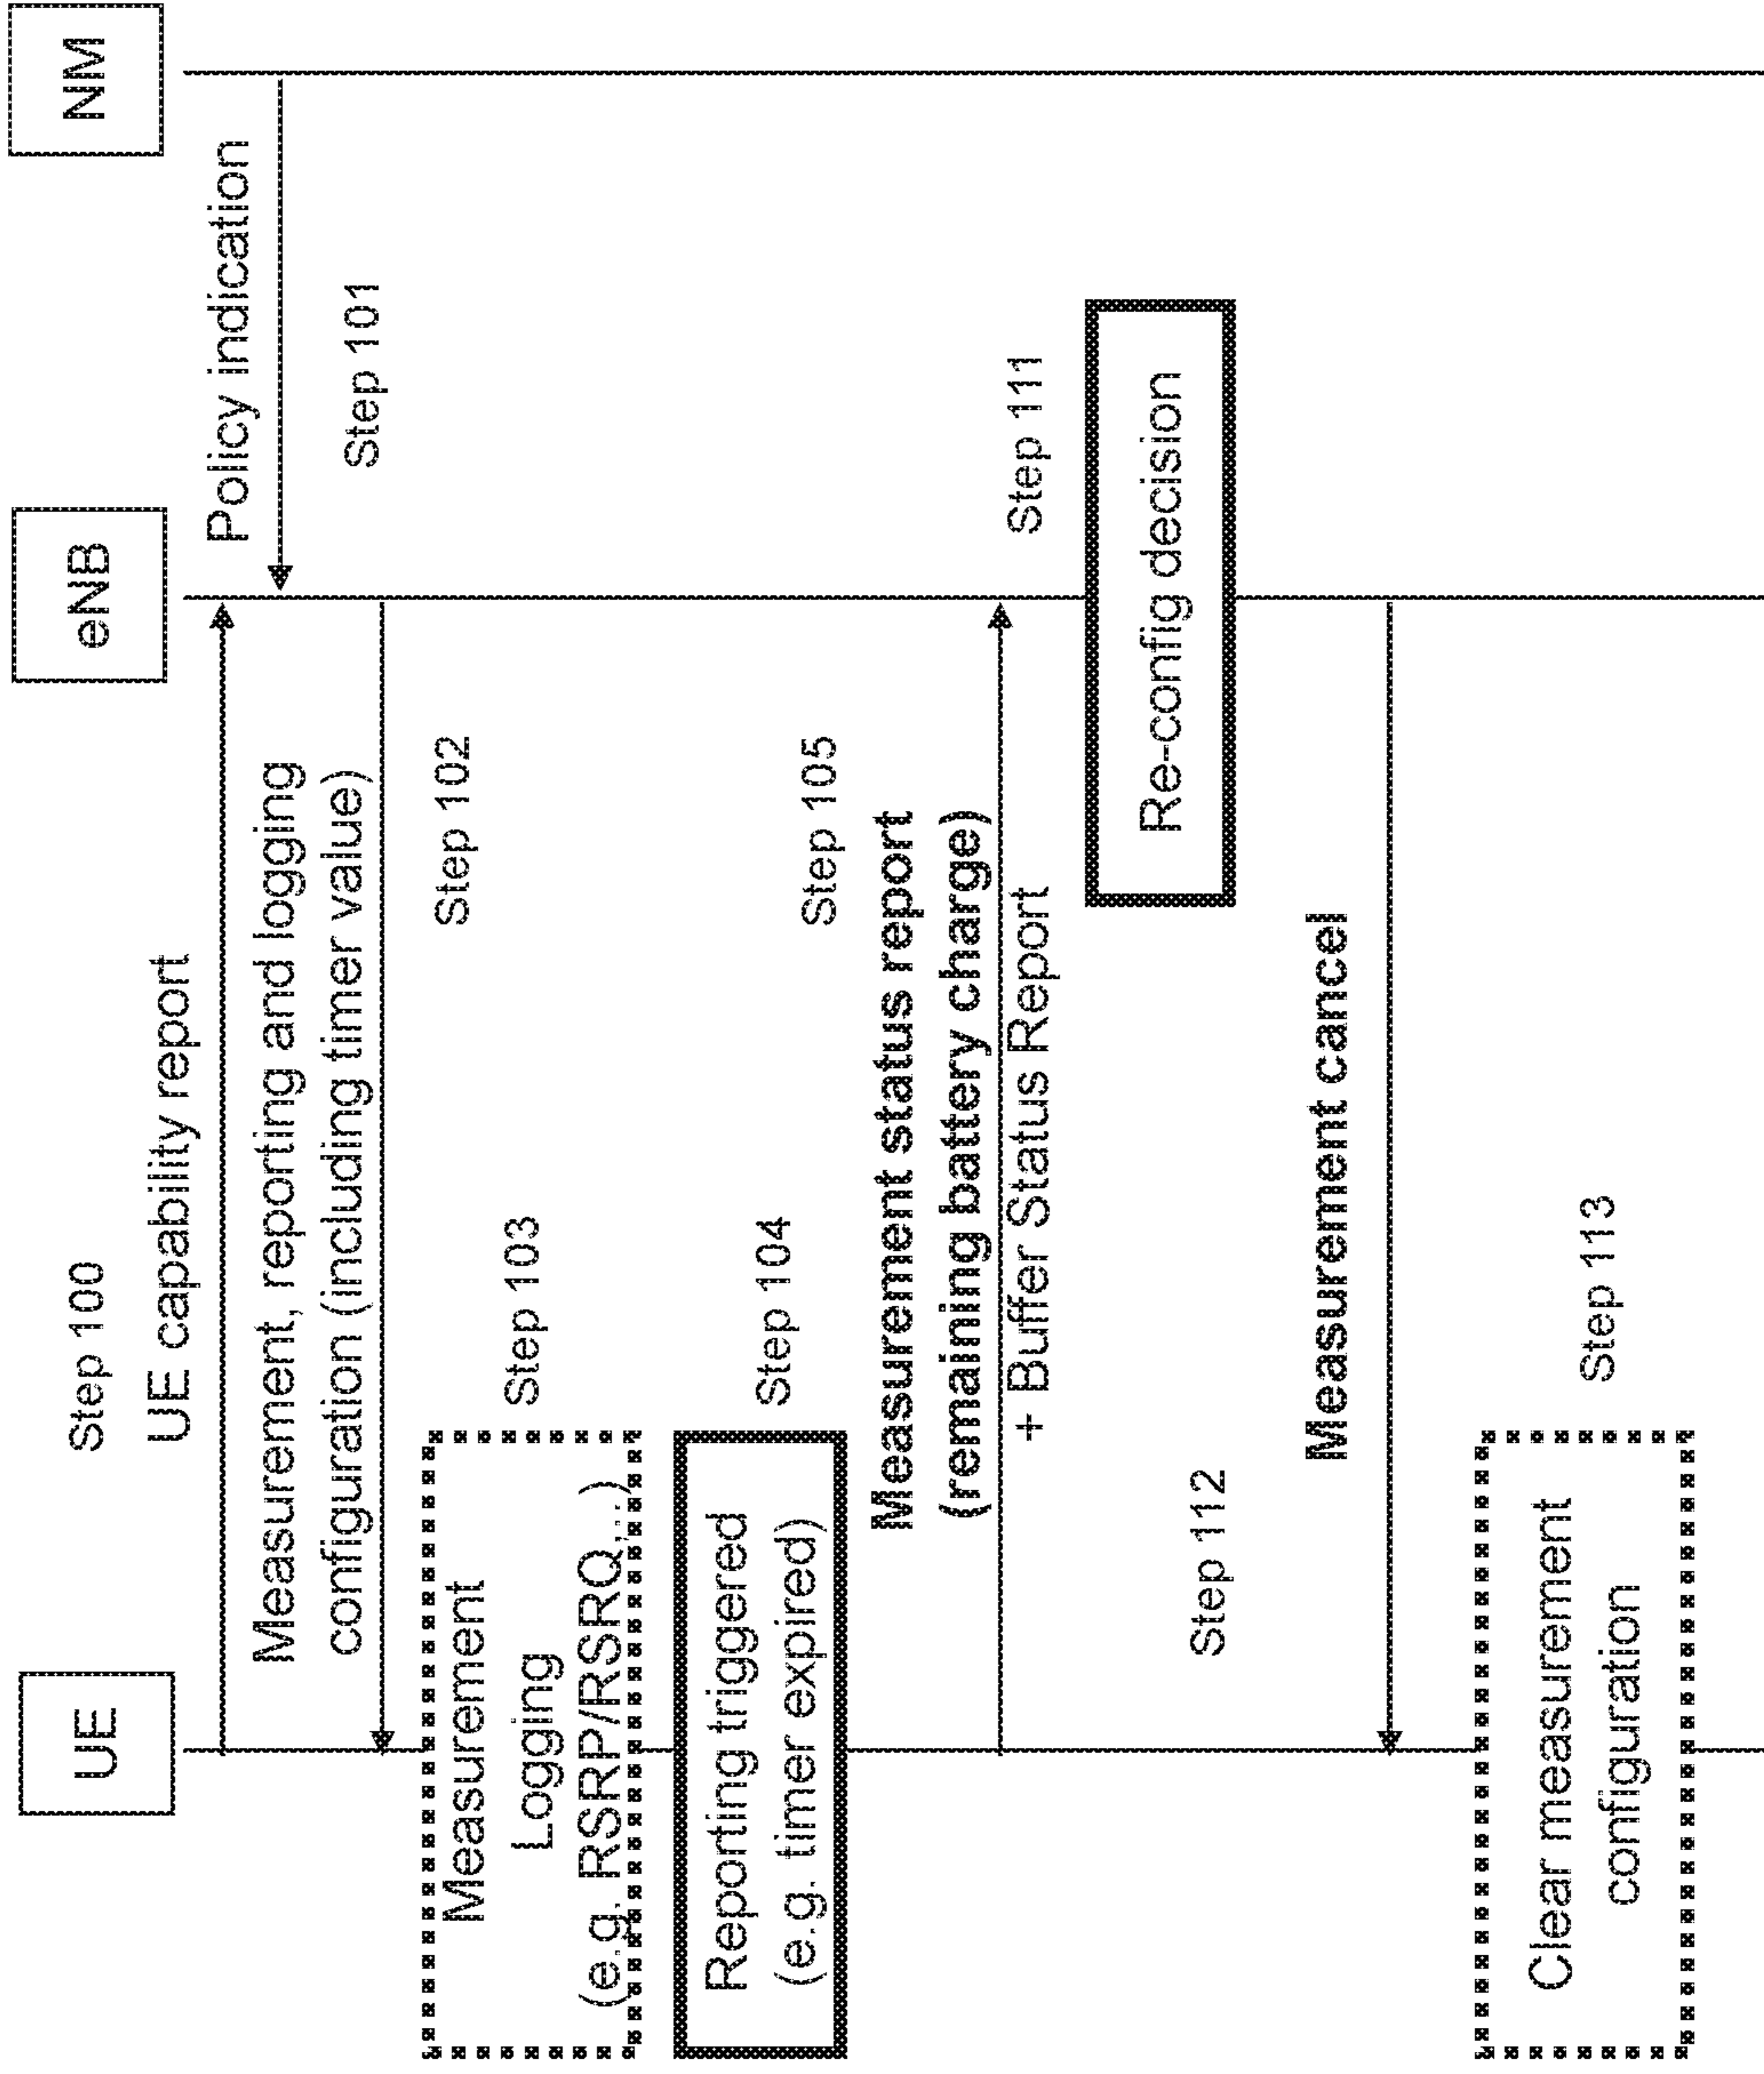 UE
eNB
NM
Step 100
UE capability report
Policy indication
Step 101
Measurement, reporting and logging
configuration (including timer value)
Step 102
Measurement
Logging
(e.g. RSRP/RSRQ,..)
Step 103
Reporting triggered
(e.g. timer expired)
Step 104
Step 105
Measurement status report
(remaining battery charge)
+ Buffer Status Report
Step 111
Re-config decision
Step 112
Measurement cancel
Clear measurement
configuration
Step 113